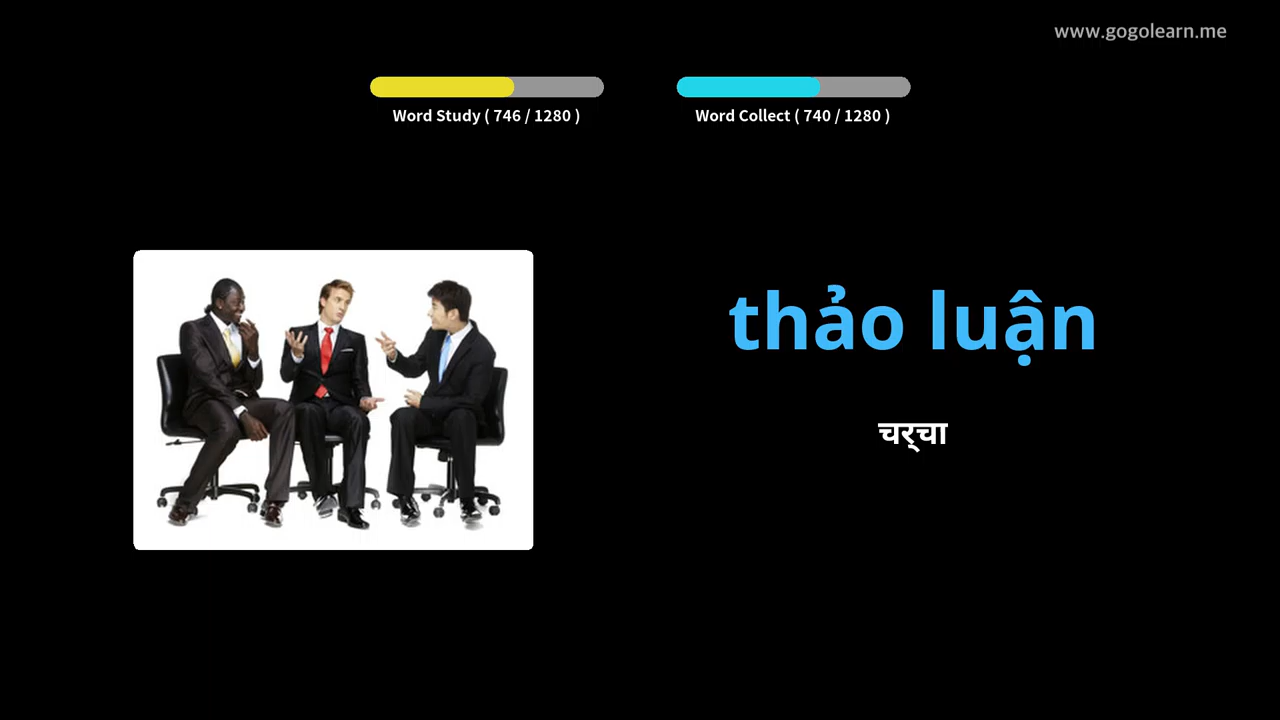 www.gogolearn.me
Word Study ( 746 / 1280 )
Word Collect ( 740 / 1280 )
thảo luận
चर्‌चा